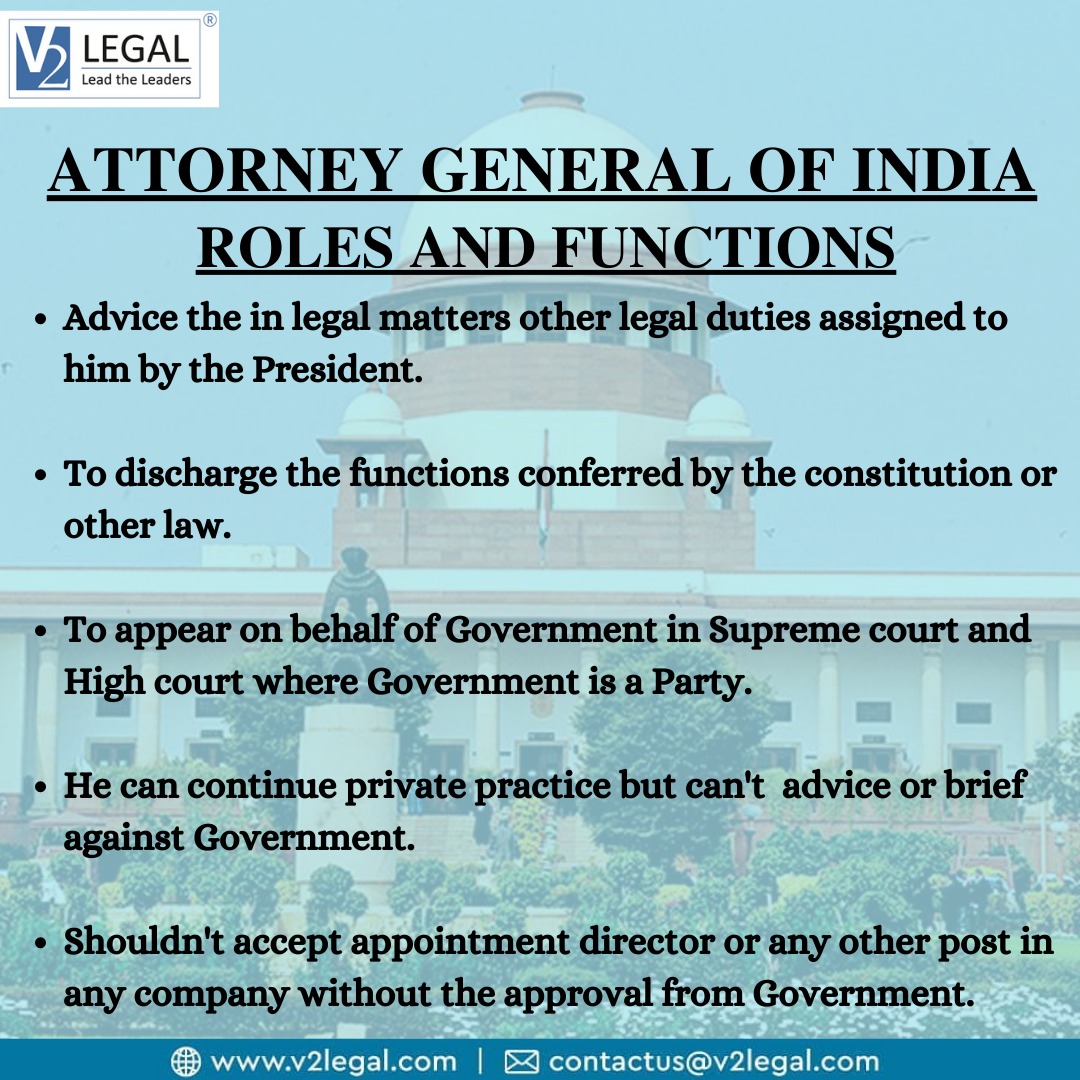 V2 LEGAL ®
Lead the Leaders
ATTORNEY GENERAL OF INDIA
ROLES AND FUNCTIONS
• Advice the in legal matters other legal duties assigned to
him by the President.
• To discharge the functions conferred by the constitution or
other law.
• To appear on behalf of Government in Supreme court and
High court where Government is a Party.
• He can continue private practice but can't advice or brief
against Government.
• Shouldn't accept appointment director or any other post in
any company without the approval from Government.
www.v2legal.com | contactus@v2legal.com